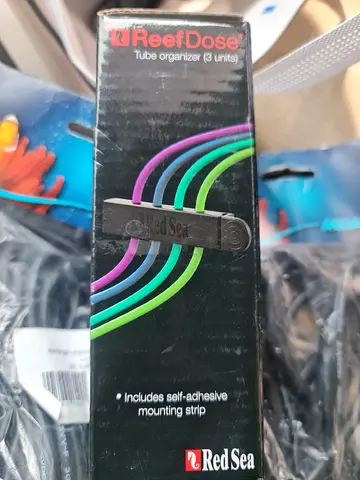 ReefDose®
Tube organizer (3 units)
Red Sea
• Includes self-adhesive
mounting strip
Red Sea